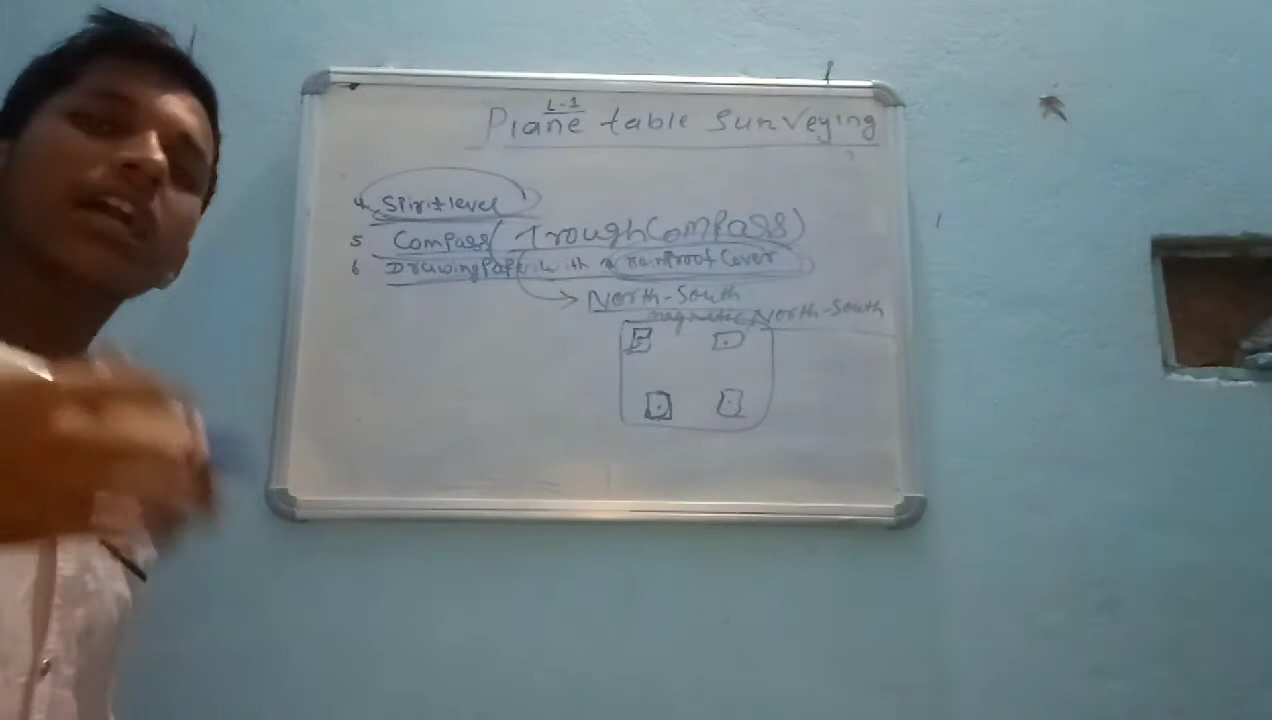 L-1
Plane table Surveying
4. Spirit level
5 Compass (Trough Compass)
6 Drawing Paper with a Rainproof Cover
North-South
magnetic North-South